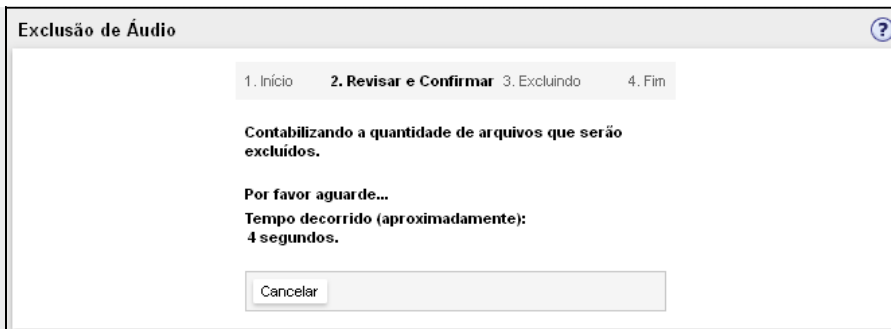 Exclusão de Áudio
?
1. Início 2. Revisar e Confirmar 3. Excluindo 4. Fim
Contabilizando a quantidade de arquivos que serão
excluídos.
Por favor aguarde...
Tempo decorrido (aproximadamente):
4 segundos.
Cancelar